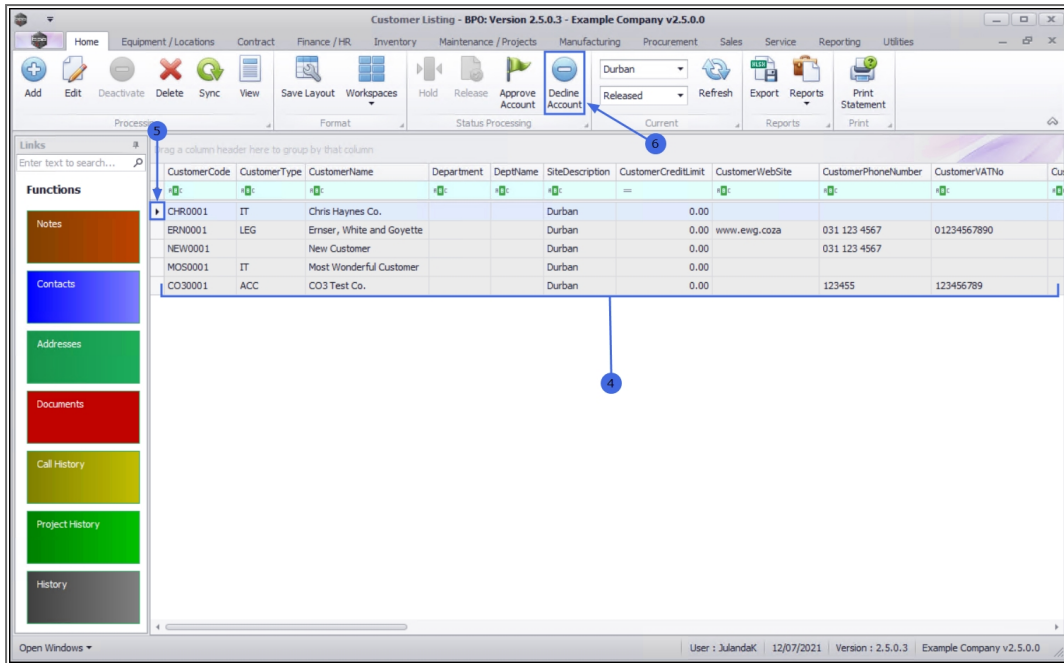 Customer Listing - BPO: Version 2.5.0.3 - Example Company v2.5.0.0
Home Equipment / Locations Contract Finance / HR Inventory Maintenance / Projects Manufacturing Procurement Sales Service Reporting Utilities
Add Edit Deactivate Delete Sync View Save Layout Workspaces Hold Release Approve Account Decline Account Durban Released Refresh Export Reports Print Statement
Format Status Processing Current Reports Print
5
6
Links
drag a column header here to group by that column
Enter text to search...
CustomerCode CustomerType CustomerName Department DeptName SiteDescription CustomerCreditLimit CustomerWebSite CustomerPhoneNumber CustomerVATNo
Functions
=
CHR0001 IT Chris Haynes Co. Durban 0.00
ERN0001 LEG Ernser, White and Goyette Durban 0.00 www.ewg.coza 031 123 4567 01234567890
NEW0001 New Customer Durban 0.00 031 123 4567
MOS0001 IT Most Wonderful Customer Durban 0.00
CO30001 ACC CO3 Test Co. Durban 0.00 123455 123456789
4
Notes
Contacts
Addresses
Documents
Call History
Project History
History
Open Windows User : JulandaK 12/07/2021 Version : 2.5.0.3 Example Company v2.5.0.0